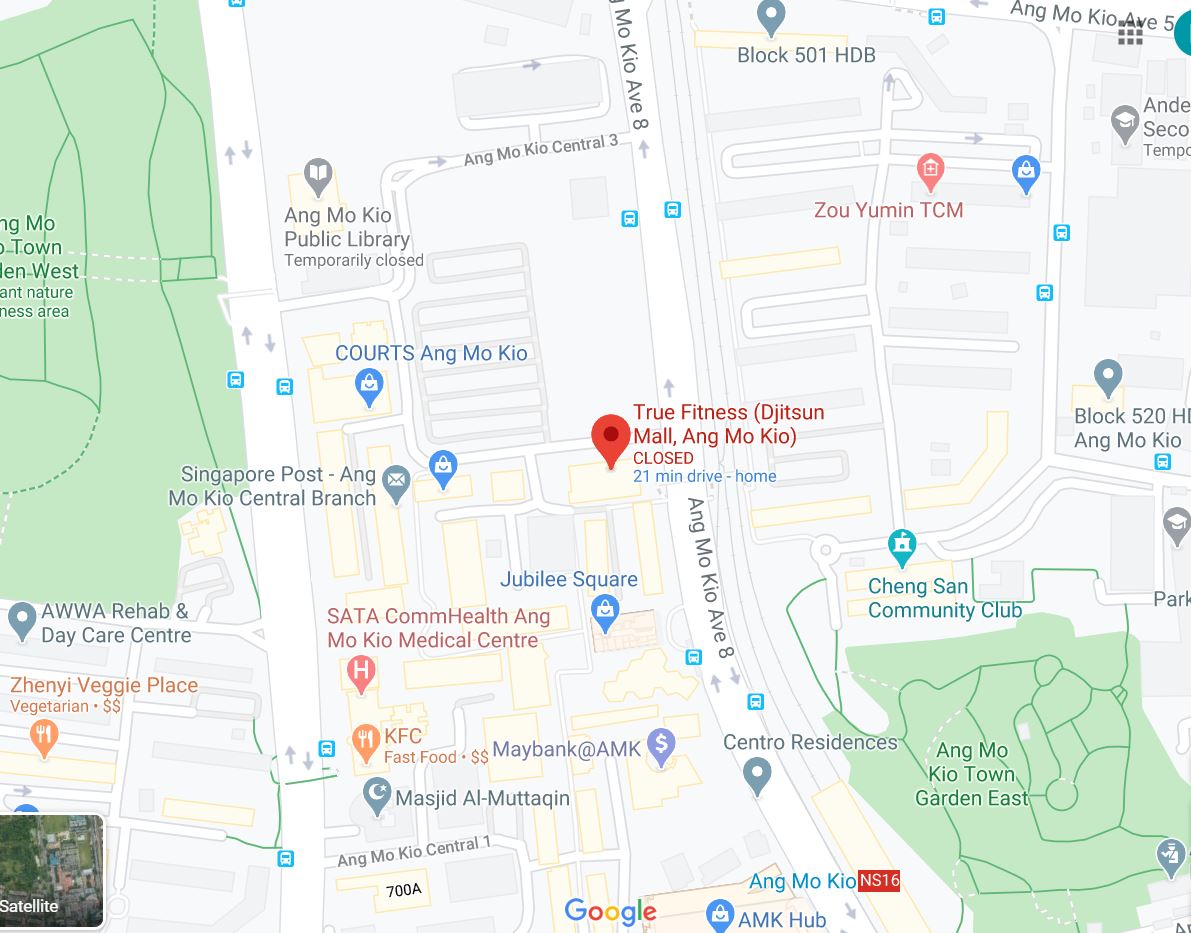 Ang Mo Kio Ave 5
Mo Kio Ave 8
Block 501 HDB
Ande
Seco
Tempo
Ang Mo Kio Central 3
Ang Mo Kio
Public Library
Temporarily closed
Zou Yumin TCM
ng Mo
o Town
den West
ant nature
ness area
COURTS Ang Mo Kio
True Fitness (Djitsun
Mall, Ang Mo Kio)
CLOSED
21 min drive - home
Block 520 HD
Ang Mo Kio
Singapore Post - Ang
Mo Kio Central Branch
Ang Mo Kio Ave 8
Jubilee Square
Cheng San
Community Club
Park
AWWA Rehab &
Day Care Centre
SATA CommHealth Ang
Mo Kio Medical Centre
H
Zhenyi Veggie Place
Vegetarian • $$
KFC
Fast Food • $$
Maybank@AMK
$
Centro Residences
Ang Mo
Kio Town
Garden East
Masjid Al-Muttaqin
Ang Mo Kio Central 1
700A
Ang Mo Kio NS16
Satellite
Google
AMK Hub